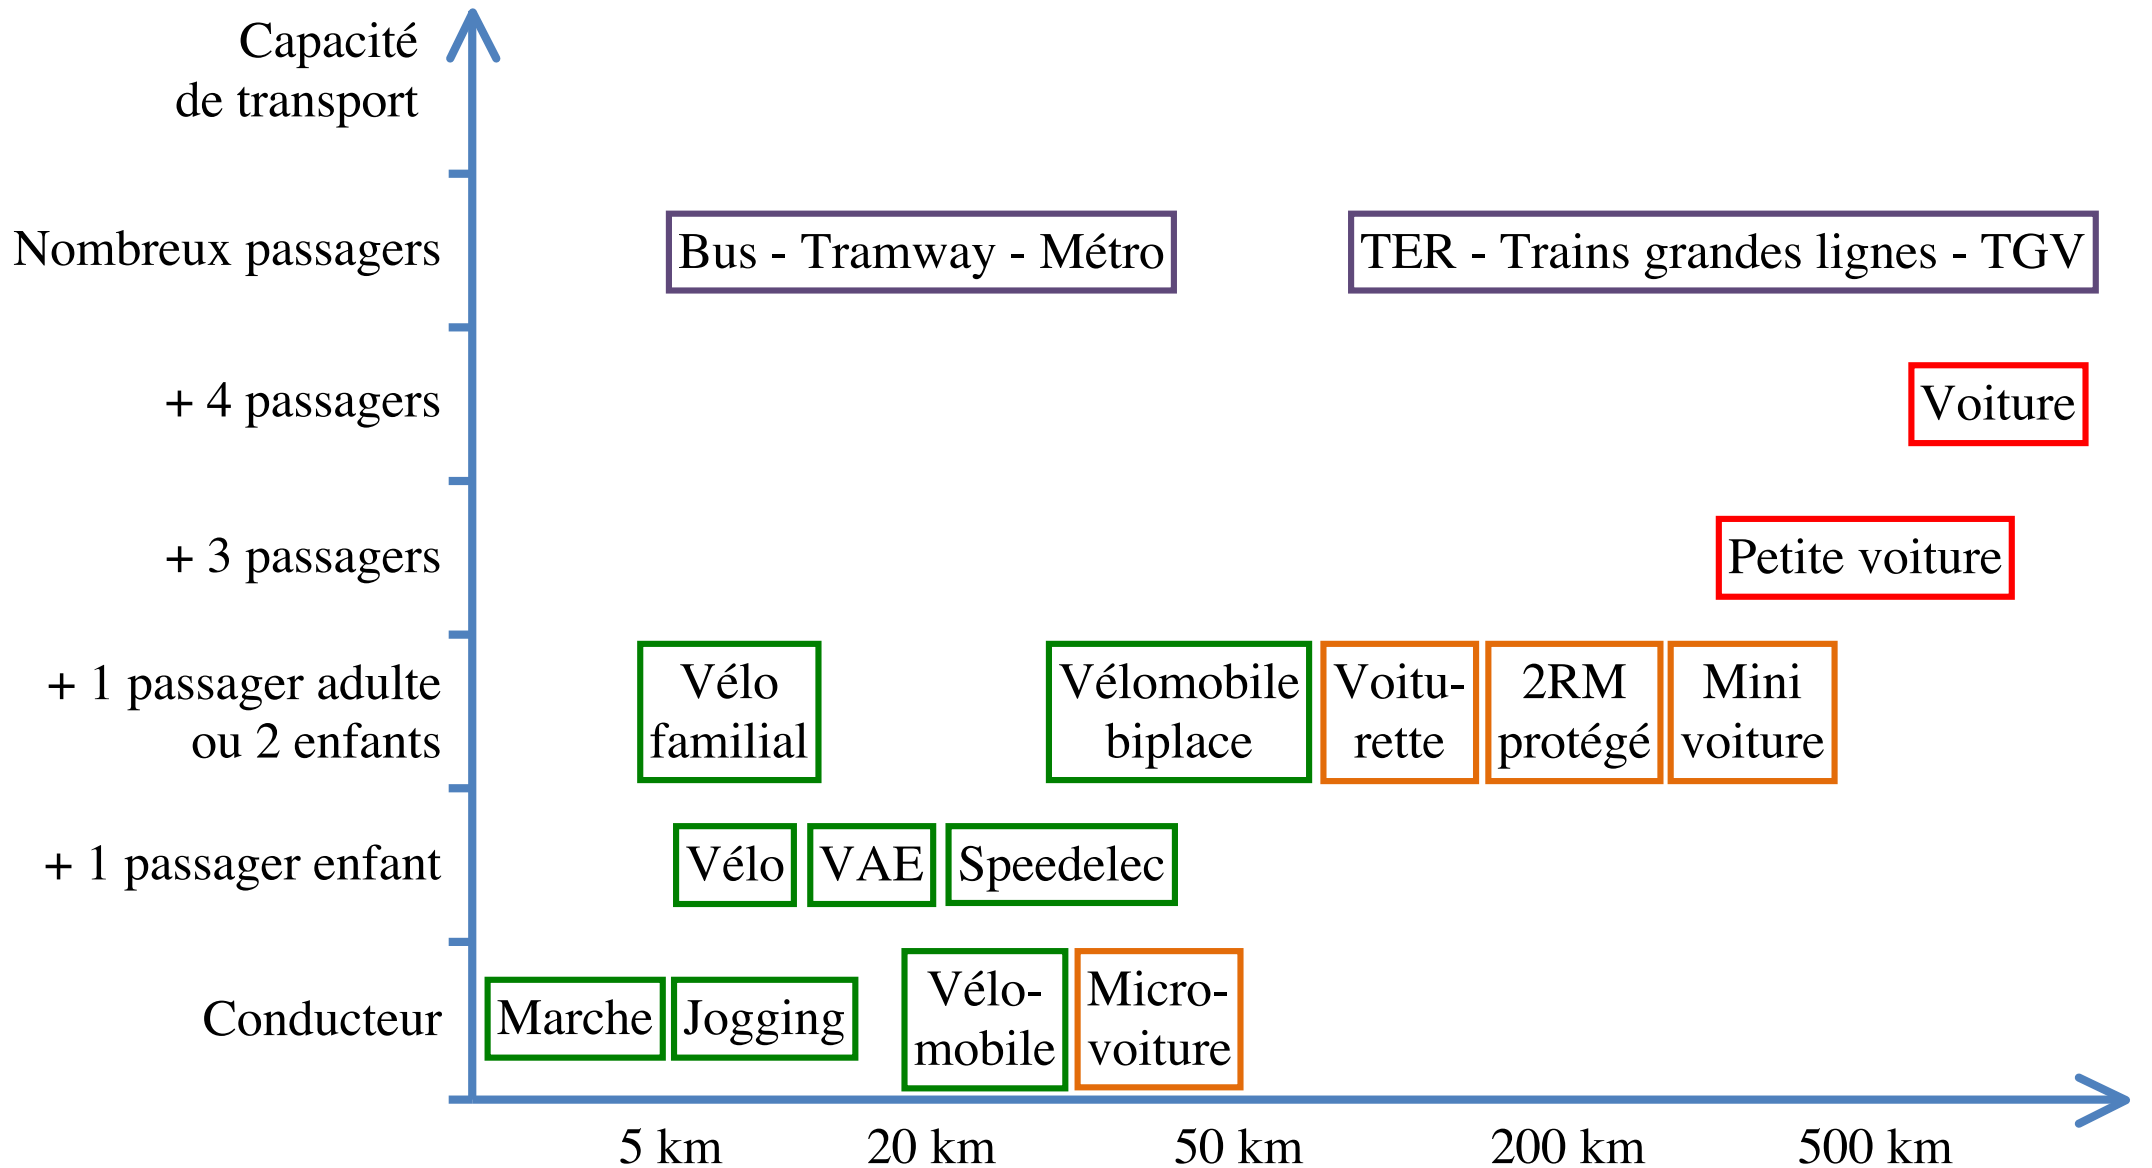 Capacité
de transport
Nombreux passagers
Bus - Tramway - Métro
TER - Trains grandes lignes - TGV
+ 4 passagers
Voiture
+ 3 passagers
Petite voiture
+ 1 passager adulte
ou 2 enfants
Vélo
familial
Vélomobile
biplace
Voitu-
rette
2RM
protégé
Mini
voiture
+ 1 passager enfant
Vélo
VAE
Speedelec
Conducteur
Marche
Jogging
Vélo-
mobile
Micro-
voiture
5 km
20 km
50 km
200 km
500 km